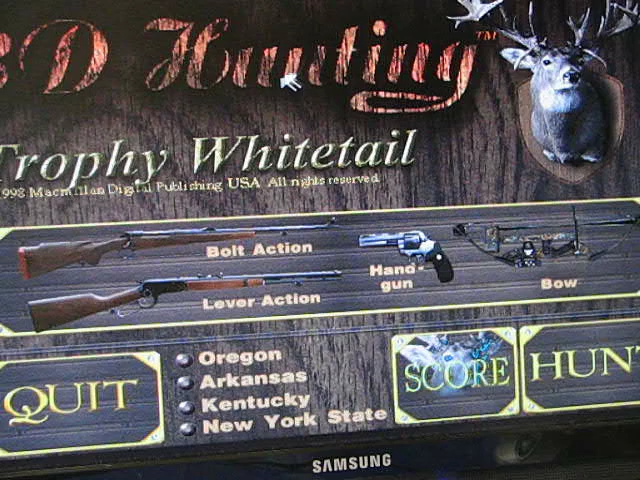 3D Hunting™
Trophy Whitetail
1998 Macmillan Digital Publishing USA All rights reserved
Bolt Action
Lever Action
Hand-
gun
Bow
QUIT
Oregon
Arkansas
Kentucky
New York State
SCORE
HUNT
SAMSUNG